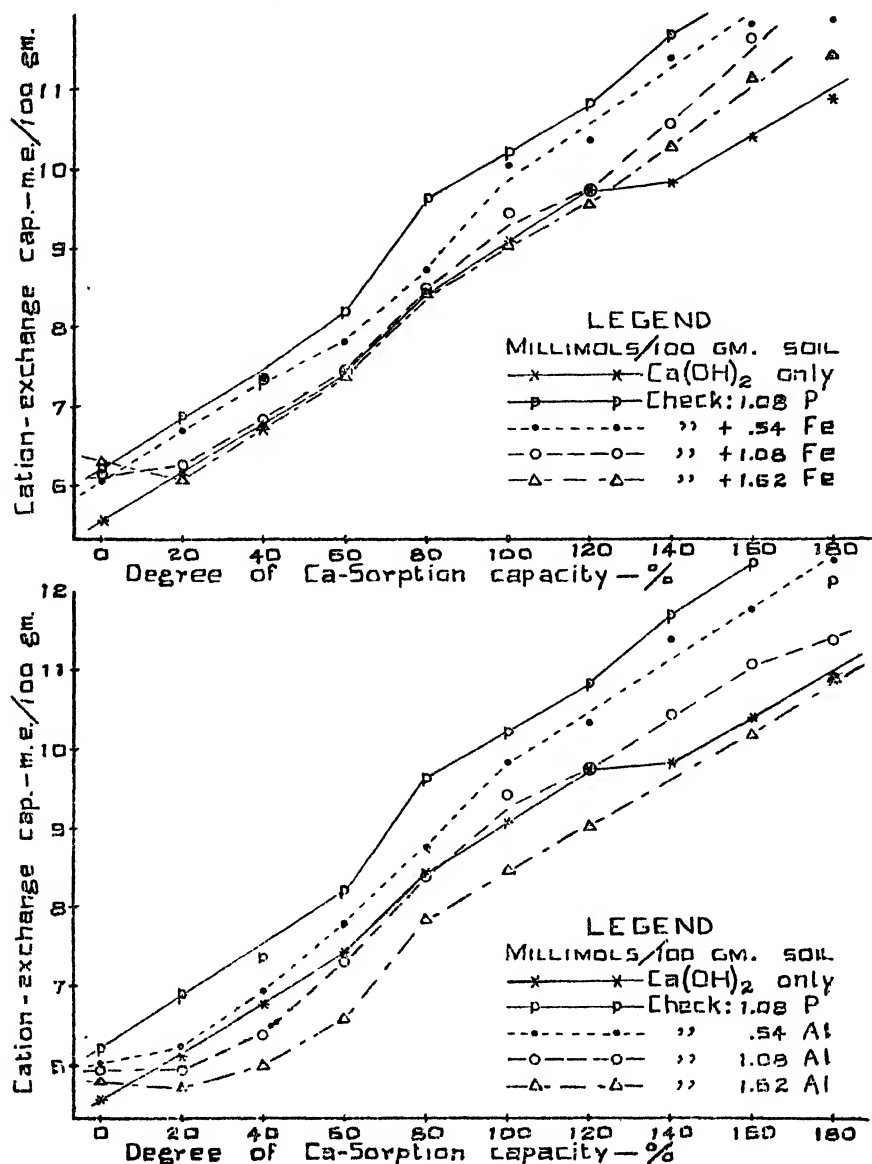 Cation-exchange cap.-m.e./100 gm.
11
10
9
8
7
6
LEGEND
MILLIMOLS/100 GM. SOIL
Ca(OH)2 only
P P Check: 1.08 P
" + .54 Fe
" +1.08 Fe
" +1.62 Fe
0 20 40 60 80 100 120 140 160 180
Degree of Ca-Sorption capacity-%
Cation-exchange cap.-m.e./100 gm.
12
11
10
9
8
7
6
LEGEND
MILLIMOLS/100 GM. SOIL
Ca(OH)2 only
P P Check: 1.08 P
" .54 Al
" 1.08 Al
" 1.62 Al
0 20 40 60 80 100 120 140 160 180
Degree of Ca-Sorption capacity-%